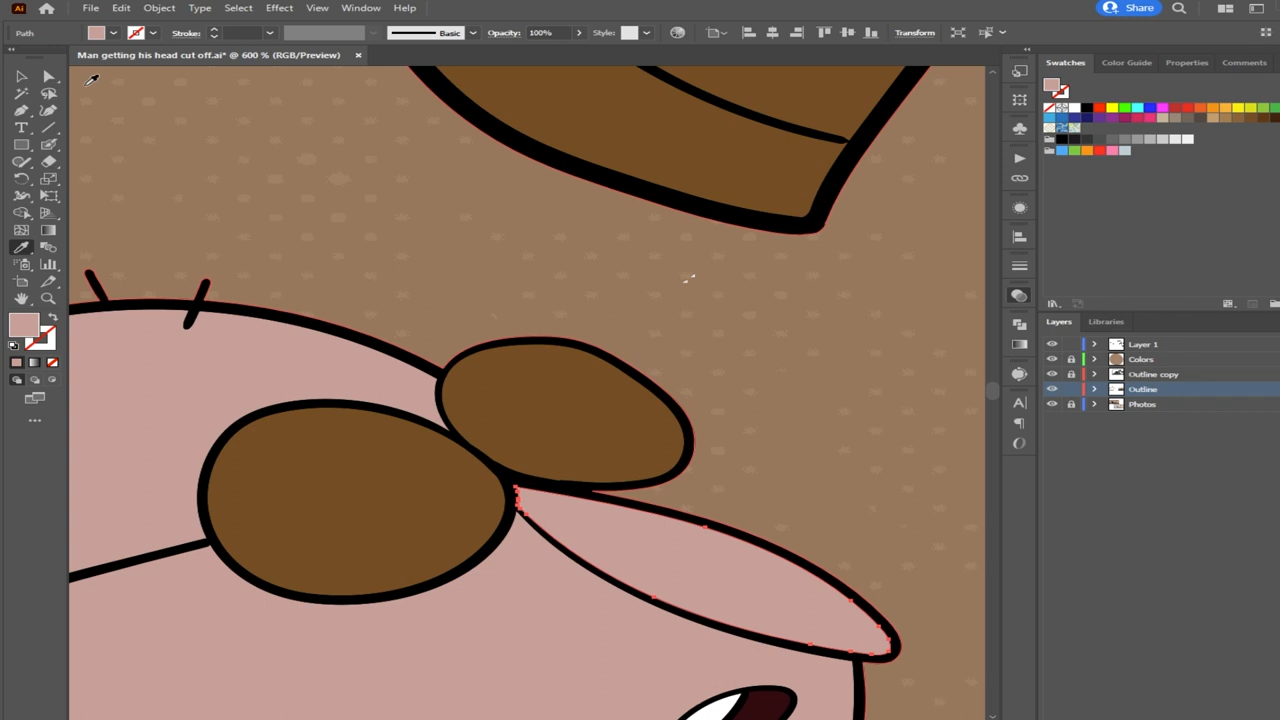 Ai File Edit Object Type Select Effect View Window Help Share
Path Stroke: Basic Opacity: 100% Style: Transform
Man getting his head cut off.ai* @ 600 % (RGB/Preview) ×
Swatches Color Guide Properties Comments
Layers Libraries
Layer 1
Colors
Outline copy
Outline
Photos